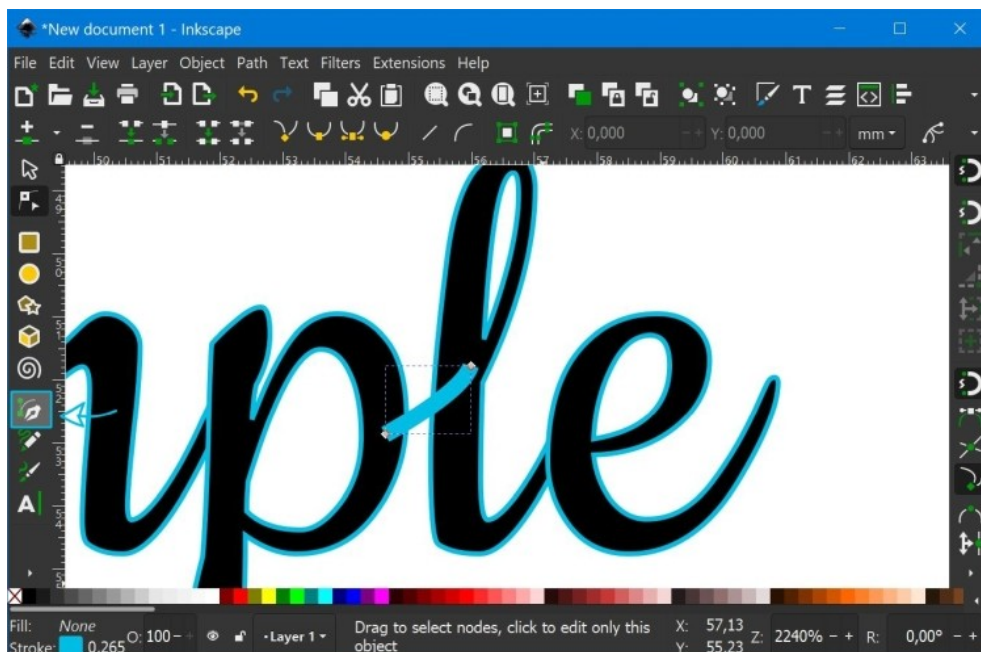 *New document 1 - Inkscape
File Edit View Layer Object Path Text Filters Extensions Help
X: 0,000 - + Y: 0,000 - + mm
50 51 52 53 54 55 56 57 58 59 60 61 62 63
ple
A
Fill: None O: 100 - + Layer 1 Drag to select nodes, click to edit only this X: 57,13 Z: 2240% - + R: 0,00° - +
Stroke: 0.265 object Y: 55,23